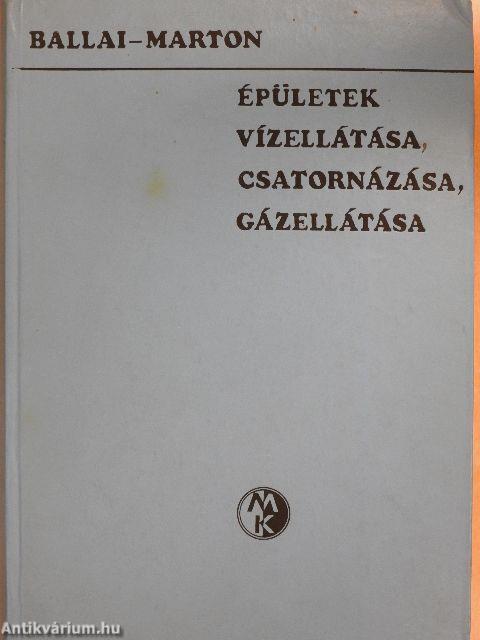 BALLAI–MARTON
ÉPÜLETEK
VÍZELLÁTÁSA,
CSATORNÁZÁSA,
GÁZELLÁTÁSA
MK
Antikvárium.hu